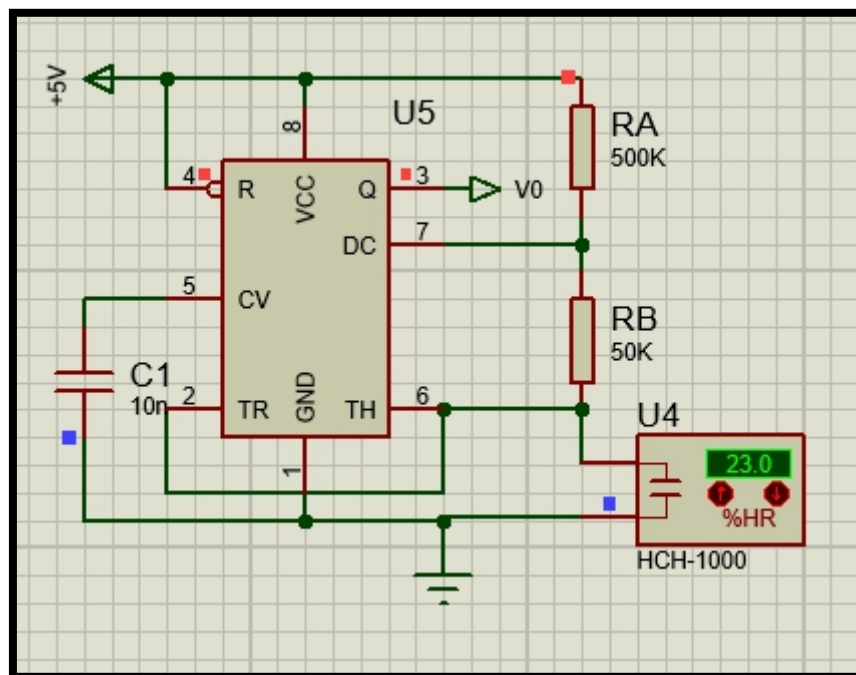 +5V
U5
RA
500K
8
4
R
VCC
Q
3
V0
DC
7
5
CV
RB
50K
C1
10n
2
TR
GND
TH
6
U4
1
23.0
%HR
HCH-1000